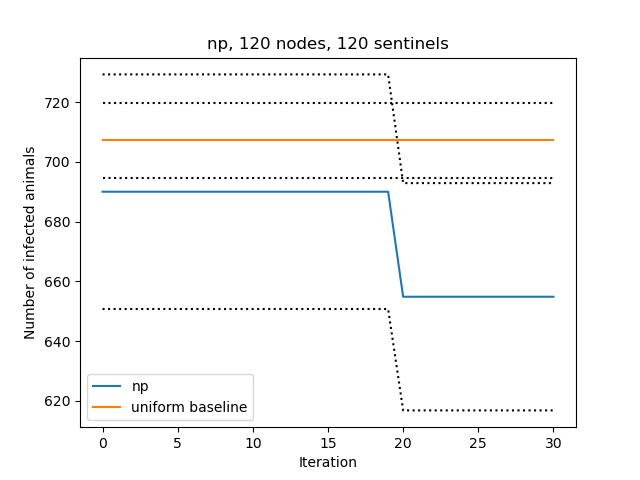 np, 120 nodes, 120 sentinels
Number of infected animals
720
700
680
660
640
620
np
uniform baseline
0 5 10 15 20 25 30
Iteration